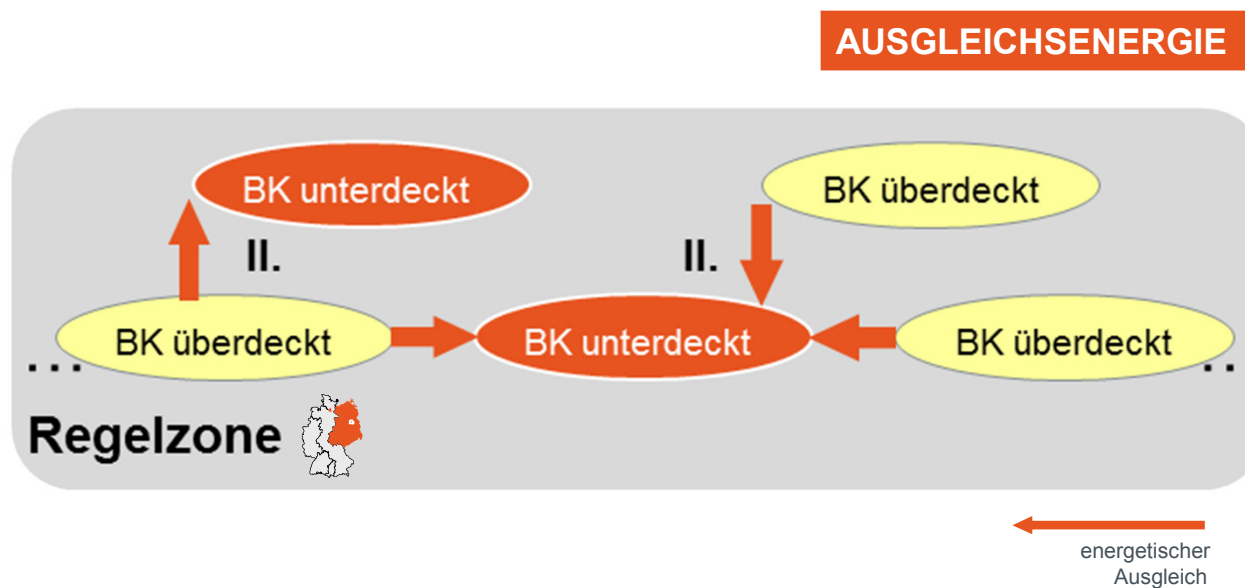 AUSGLEICHSENERGIE
BK unterdeckt
BK überdeckt
II.
II.
BK überdeckt
BK unterdeckt
BK überdeckt
...
..
Regelzone
energetischer
Ausgleich